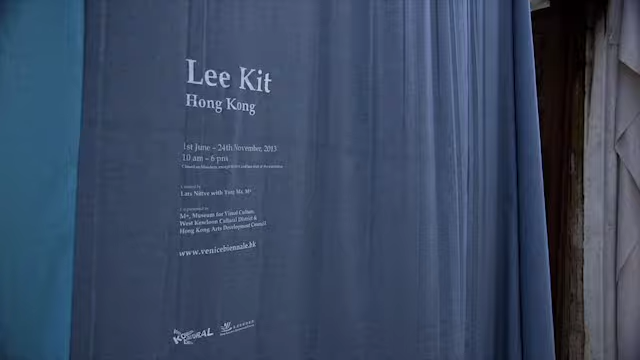 Lee Kit
Hong Kong
1st June – 24th November, 2013
10 am – 6 pm
Lars Nittve with Yung Ma, M+
M+, Museum for Visual Culture,
West Kowloon Cultural District &
Hong Kong Arts Development Council
www.venicebiennale.hk